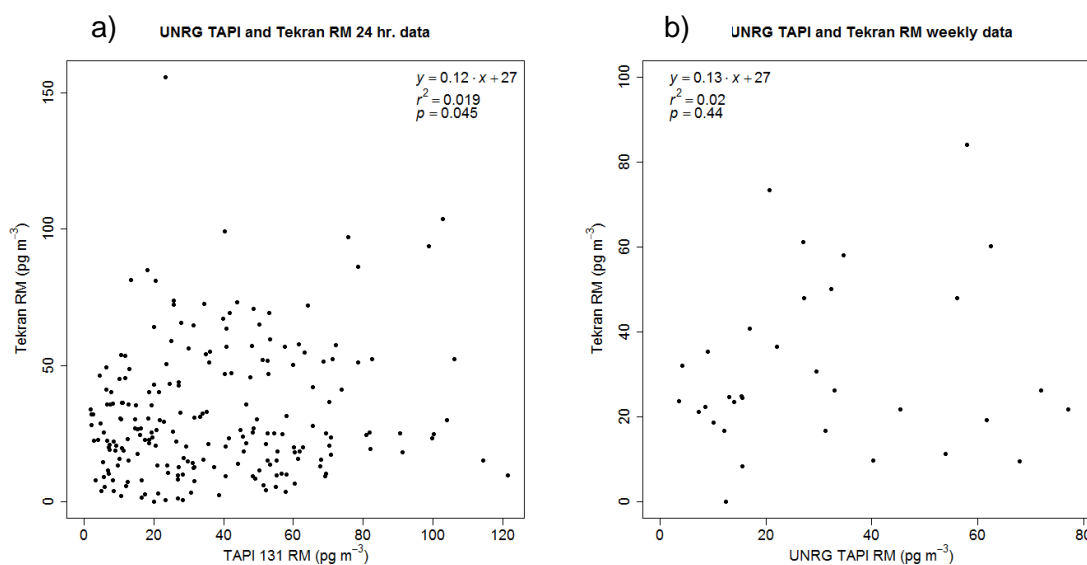 a) UNRG TAPI and Tekran RM 24 hr. data
y = 0.12 · x + 27
r² = 0.019
p = 0.045
150
100
50
0
Tekran RM (pg m⁻³)
0 20 40 60 80 100 120
TAPI 131 RM (pg m⁻³)
b) UNRG TAPI and Tekran RM weekly data
y = 0.13 · x + 27
r² = 0.02
p = 0.44
100
80
60
40
20
0
Tekran RM (pg m⁻³)
0 20 40 60 80
UNRG TAPI RM (pg m⁻³)